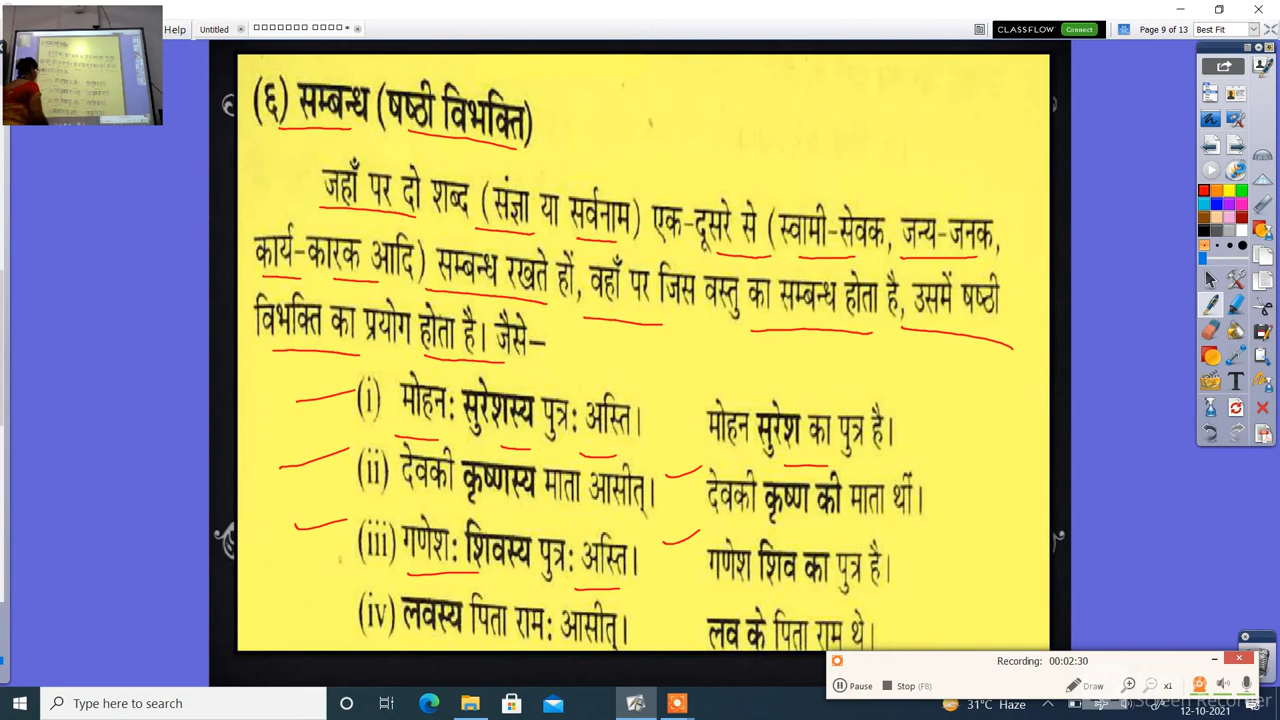 Help Untitled CLASSFLOW Connect Page 9 of 13 Best Fit
(६) सम्बन्ध (षष्ठी विभक्ति)
जहाँ पर दो शब्द (संज्ञा या सर्वनाम) एक-दूसरे से (स्वामी-सेवक, जन्य-जनक,
कार्य-कारक आदि) सम्बन्ध रखते हों, वहाँ पर जिस वस्तु का सम्बन्ध होता है, उसमें षष्ठी
विभक्ति का प्रयोग होता है। जैसे—
(i) मोहन: सुरेशस्य पुत्र: अस्ति। मोहन सुरेश का पुत्र है।
(ii) देवकी कृष्णस्य माता आसीत्। देवकी कृष्ण की माता थीं।
(iii) गणेश: शिवस्य पुत्र: अस्ति। गणेश शिव का पुत्र है।
(iv) लवस्य पिता राम: आसीत्। लव के पिता राम थे।
Recording: 00:02:30
Pause Stop (F8) x1 Draw
Screen Recorder
Type here to search 31°C Haze 12-10-2021